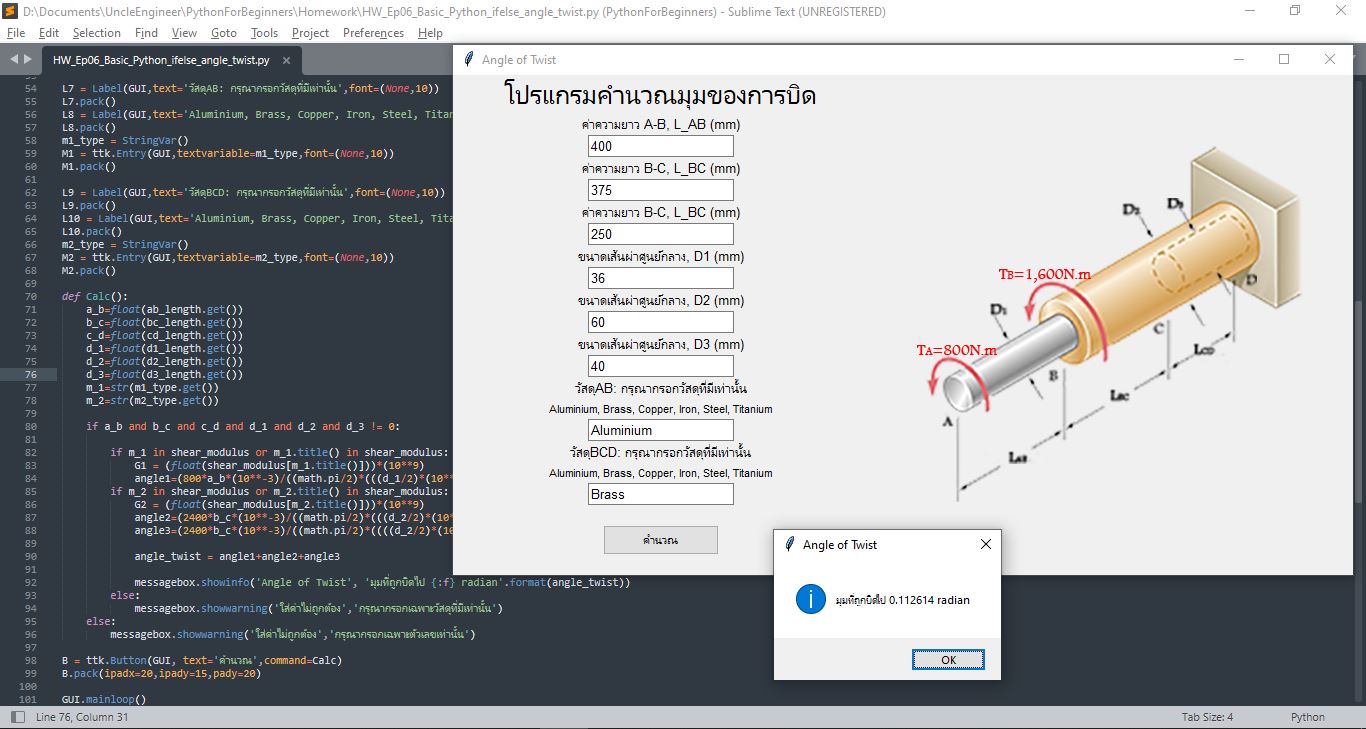 D:\Documents\UncleEngineer\PythonForBeginners\Homework\HW_Ep06_Basic_Python_ifelse_angle_twist.py (PythonForBeginners) - Sublime Text (UNREGISTERED)
File Edit Selection Find View Goto Tools Project Preferences Help
HW_Ep06_Basic_Python_ifelse_angle_twist.py
54 L7 = Label(GUI,text='วัสดุAB: กรุณากรอกวัสดุที่มีเท่านั้น',font=(None,10))
55 L7.pack()
56 L8 = Label(GUI,text='Aluminium, Brass, Copper, Iron, Steel, Titan
57 L8.pack()
58 m1_type = StringVar()
59 M1 = ttk.Entry(GUI,textvariable=m1_type,font=(None,10))
60 M1.pack()
61
62 L9 = Label(GUI,text='วัสดุBCD: กรุณากรอกวัสดุที่มีเท่านั้น',font=(None,10))
63 L9.pack()
64 L10 = Label(GUI,text='Aluminium, Brass, Copper, Iron, Steel, Tita
65 L10.pack()
66 m2_type = StringVar()
67 M2 = ttk.Entry(GUI,textvariable=m2_type,font=(None,10))
68 M2.pack()
69
70 def Calc():
71 a_b=float(ab_length.get())
72 b_c=float(bc_length.get())
73 c_d=float(cd_length.get())
74 d_1=float(d1_length.get())
75 d_2=float(d2_length.get())
76 d_3=float(d3_length.get())
77 m_1=str(m1_type.get())
78 m_2=str(m2_type.get())
79
80 if a_b and b_c and c_d and d_1 and d_2 and d_3 != 0:
81
82 if m_1 in shear_modulus or m_1.title() in shear_modulus:
83 G1 = (float(shear_modulus[m_1.title()]))*(10**9)
84 angle1=(800*a_b*(10**-3)/((math.pi/2)*(((d_1/2)*(10**
85 if m_2 in shear_modulus or m_2.title() in shear_modulus:
86 G2 = (float(shear_modulus[m_2.title()]))*(10**9)
87 angle2=(2400*b_c*(10**-3)/((math.pi/2)*(((d_2/2)*(10*
88 angle3=(2400*b_c*(10**-3)/((math.pi/2)*((((d_2/2)*(10
89
90 angle_twist = angle1+angle2+angle3
91
92 messagebox.showinfo('Angle of Twist', 'มุมที่ถูกบิดไป {:f} radian'.format(angle_twist))
93 else:
94 messagebox.showwarning('ใส่ค่าไม่ถูกต้อง','กรุณากรอกเฉพาะวัสดุที่มีเท่านั้น')
95 else:
96 messagebox.showwarning('ใส่ค่าไม่ถูกต้อง','กรุณากรอกเฉพาะตัวเลขเท่านั้น')
97
98 B = ttk.Button(GUI, text='คำนวณ',command=Calc)
99 B.pack(ipadx=20,ipady=15,pady=20)
100
101 GUI.mainloop()
Line 76, Column 31
Tab Size: 4
Python
Angle of Twist
โปรแกรมคำนวณมุมของการบิด
ค่าความยาว A-B, L_AB (mm)
400
ค่าความยาว B-C, L_BC (mm)
375
ค่าความยาว B-C, L_BC (mm)
250
ขนาดเส้นผ่าศูนย์กลาง, D1 (mm)
36
ขนาดเส้นผ่าศูนย์กลาง, D2 (mm)
60
ขนาดเส้นผ่าศูนย์กลาง, D3 (mm)
40
วัสดุAB: กรุณากรอกวัสดุที่มีเท่านั้น
Aluminium, Brass, Copper, Iron, Steel, Titanium
Aluminium
วัสดุBCD: กรุณากรอกวัสดุที่มีเท่านั้น
Aluminium, Brass, Copper, Iron, Steel, Titanium
Brass
คำนวณ
D2 D3
TB=1,600N.m
D
D1
C
TA=800N.m
LCD
B
LBC
A
LAB
Angle of Twist
มุมที่ถูกบิดไป 0.112614 radian
OK